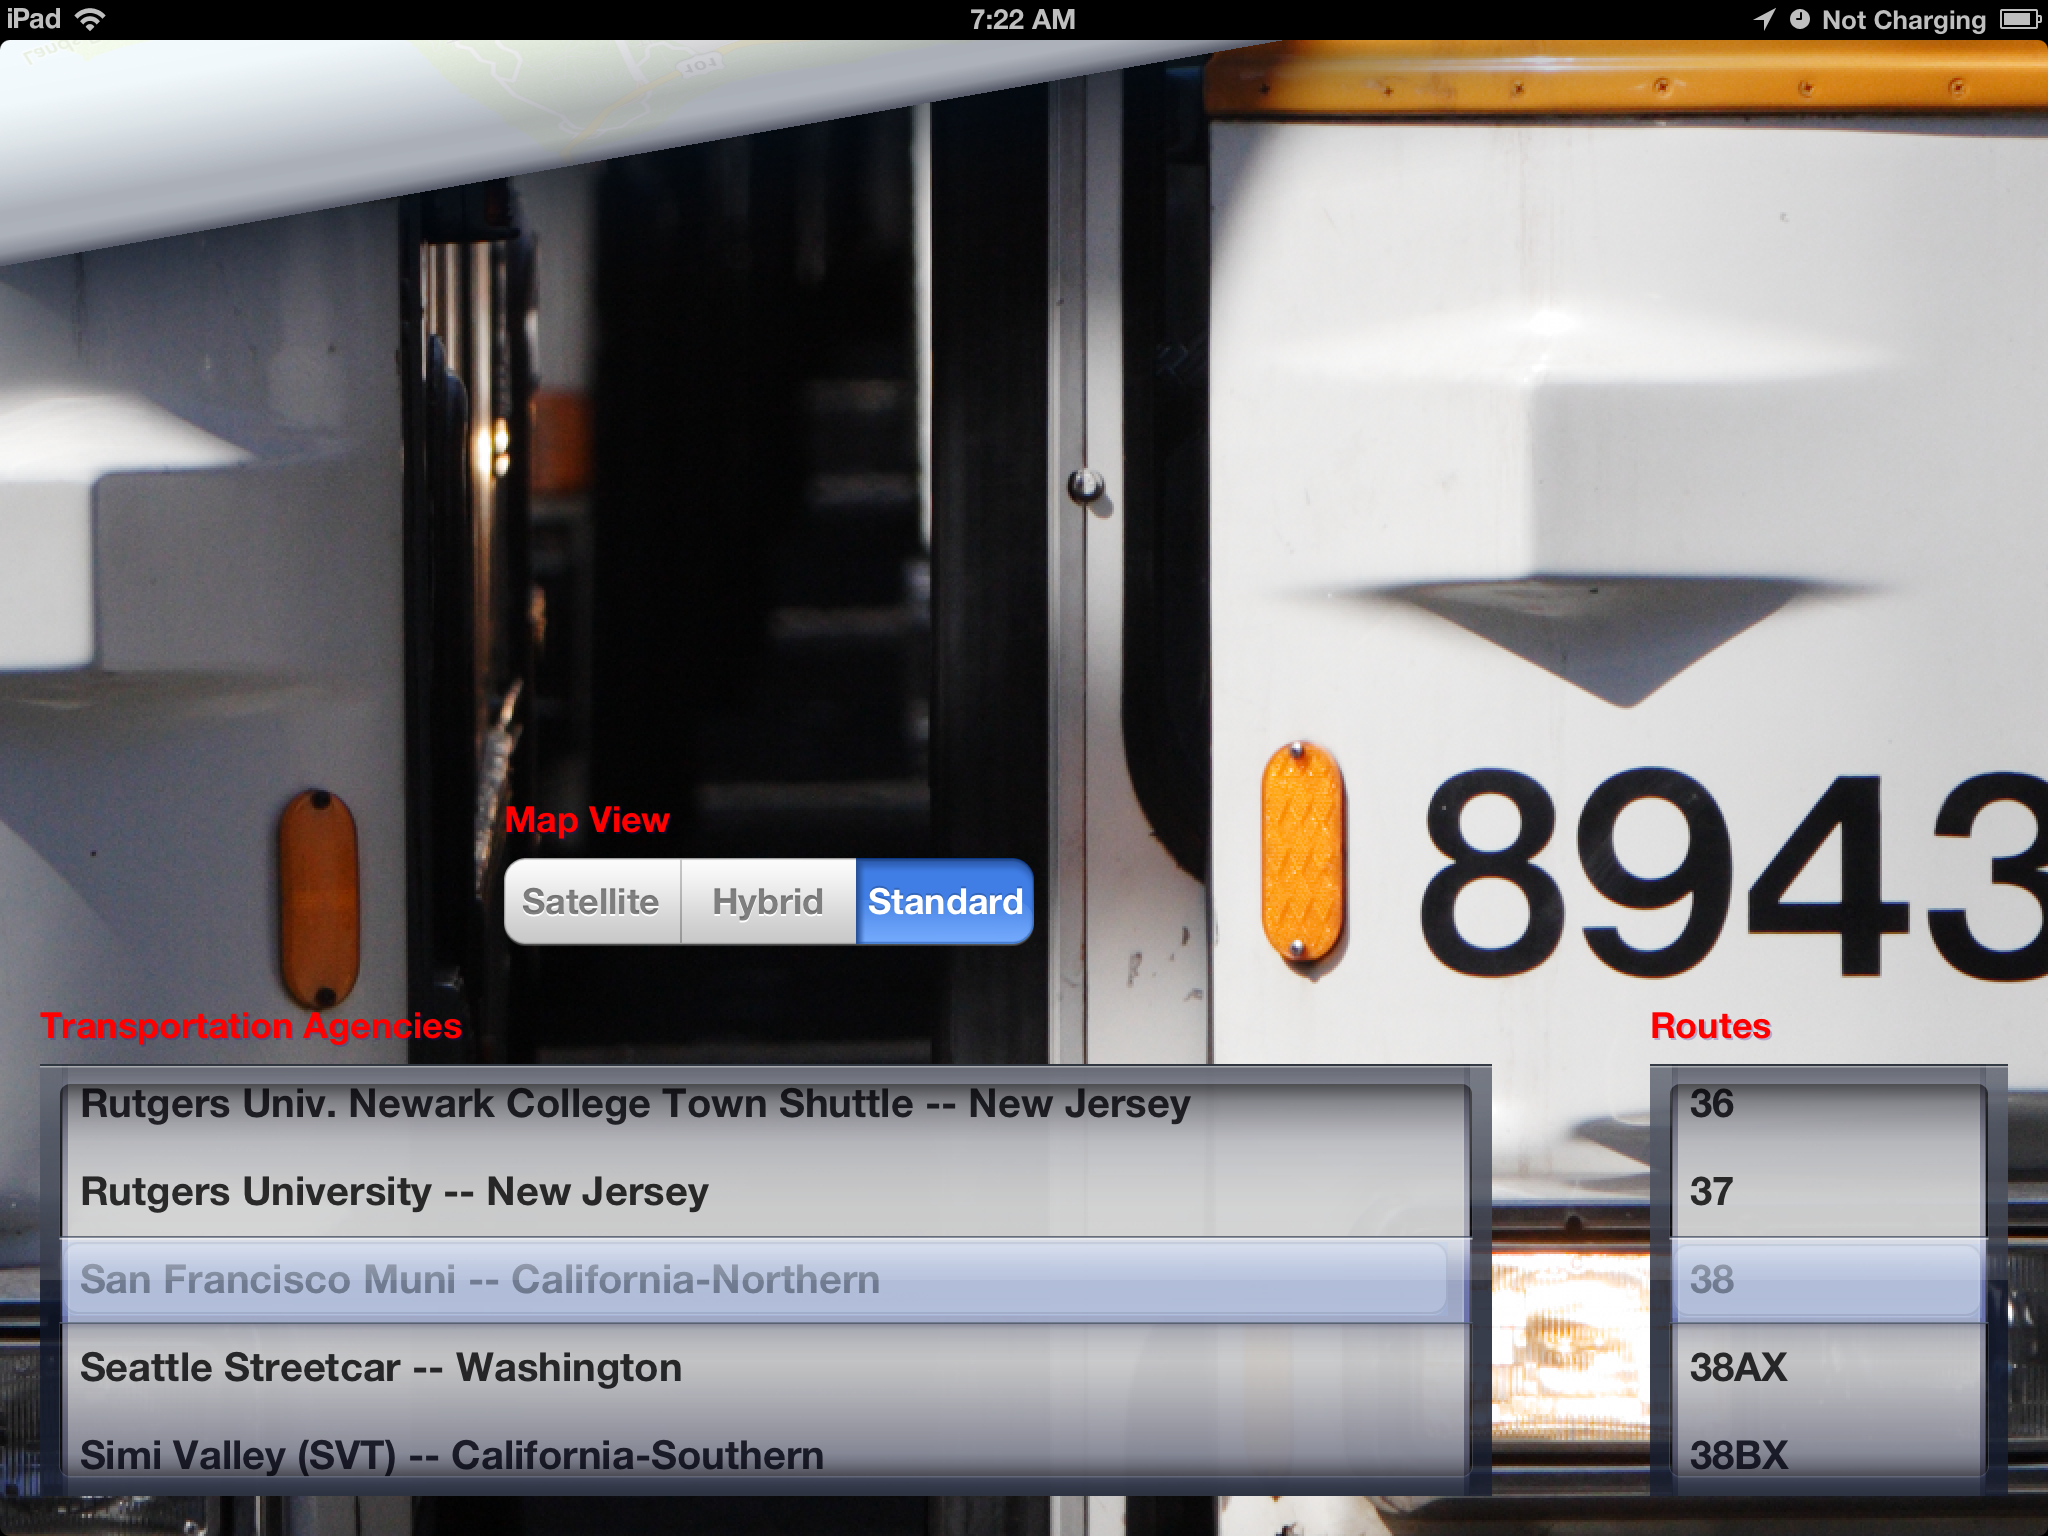 iPad 7:22 AM Not Charging
101
8943
Map View
Satellite Hybrid Standard
Transportation Agencies
Rutgers Univ. Newark College Town Shuttle -- New Jersey
Rutgers University -- New Jersey
San Francisco Muni -- California-Northern
Seattle Streetcar -- Washington
Simi Valley (SVT) -- California-Southern
Routes
36
37
38
38AX
38BX